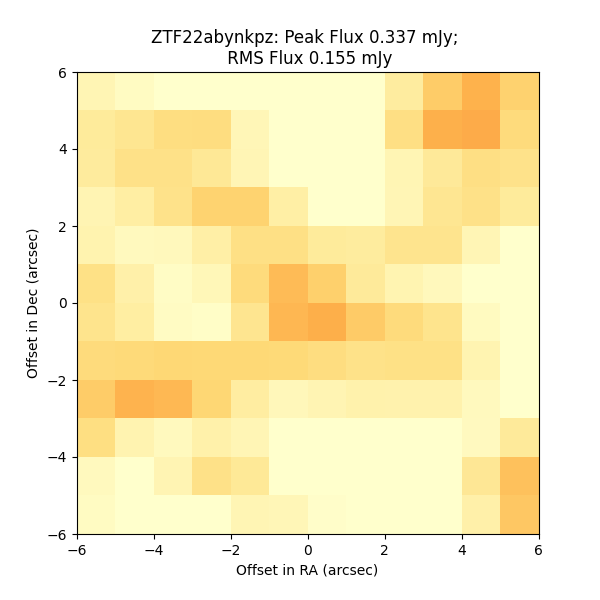 ZTF22abynkpz: Peak Flux 0.337 mJy;
RMS Flux 0.155 mJy
6
4
2
0
−2
−4
−6
Offset in Dec (arcsec)
−6 −4 −2 0 2 4 6
Offset in RA (arcsec)